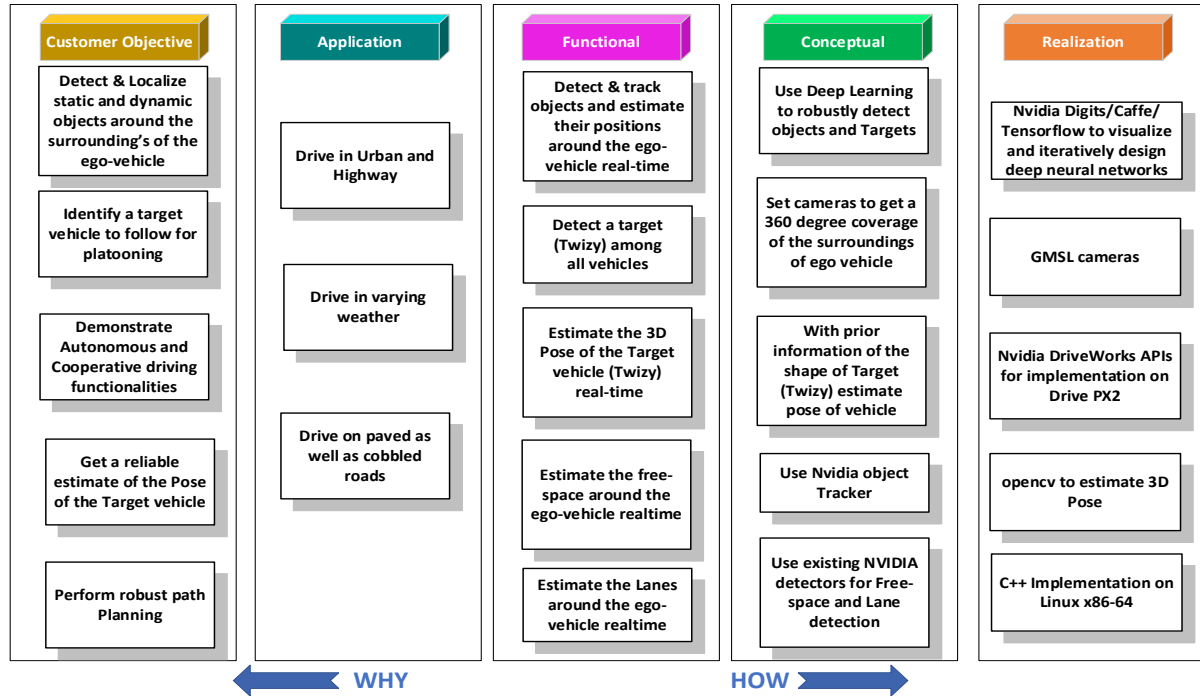 Customer Objective
Detect & Localize
static and dynamic
objects around the
surrounding’s of the
ego-vehicle
Identify a target
vehicle to follow for
platooning
Demonstrate
Autonomous and
Cooperative driving
functionalities
Get a reliable
estimate of the Pose
of the Target vehicle
Perform robust path
Planning
Application
Drive in Urban and
Highway
Drive in varying
weather
Drive on paved as
well as cobbled
roads
Functional
Detect & track
objects and estimate
their positions
around the ego-
vehicle real-time
Detect a target
(Twizy) among
all vehicles
Estimate the 3D
Pose of the Target
vehicle (Twizy)
real-time
Estimate the free-
space around the
ego-vehicle realtime
Estimate the Lanes
around the ego-
vehicle realtime
Conceptual
Use Deep Learning
to robustly detect
objects and Targets
Set cameras to get a
360 degree coverage
of the surroundings
of ego vehicle
With prior
information of the
shape of Target
(Twizy) estimate
pose of vehicle
Use Nvidia object
Tracker
Use existing NVIDIA
detectors for Free-
space and Lane
detection
Realization
Nvidia Digits/Caffe/
Tensorflow to visualize
and iteratively design
deep neural networks
GMSL cameras
Nvidia DriveWorks APIs
for implementation on
Drive PX2
opencv to estimate 3D
Pose
C++ Implementation on
Linux x86-64
WHY
HOW